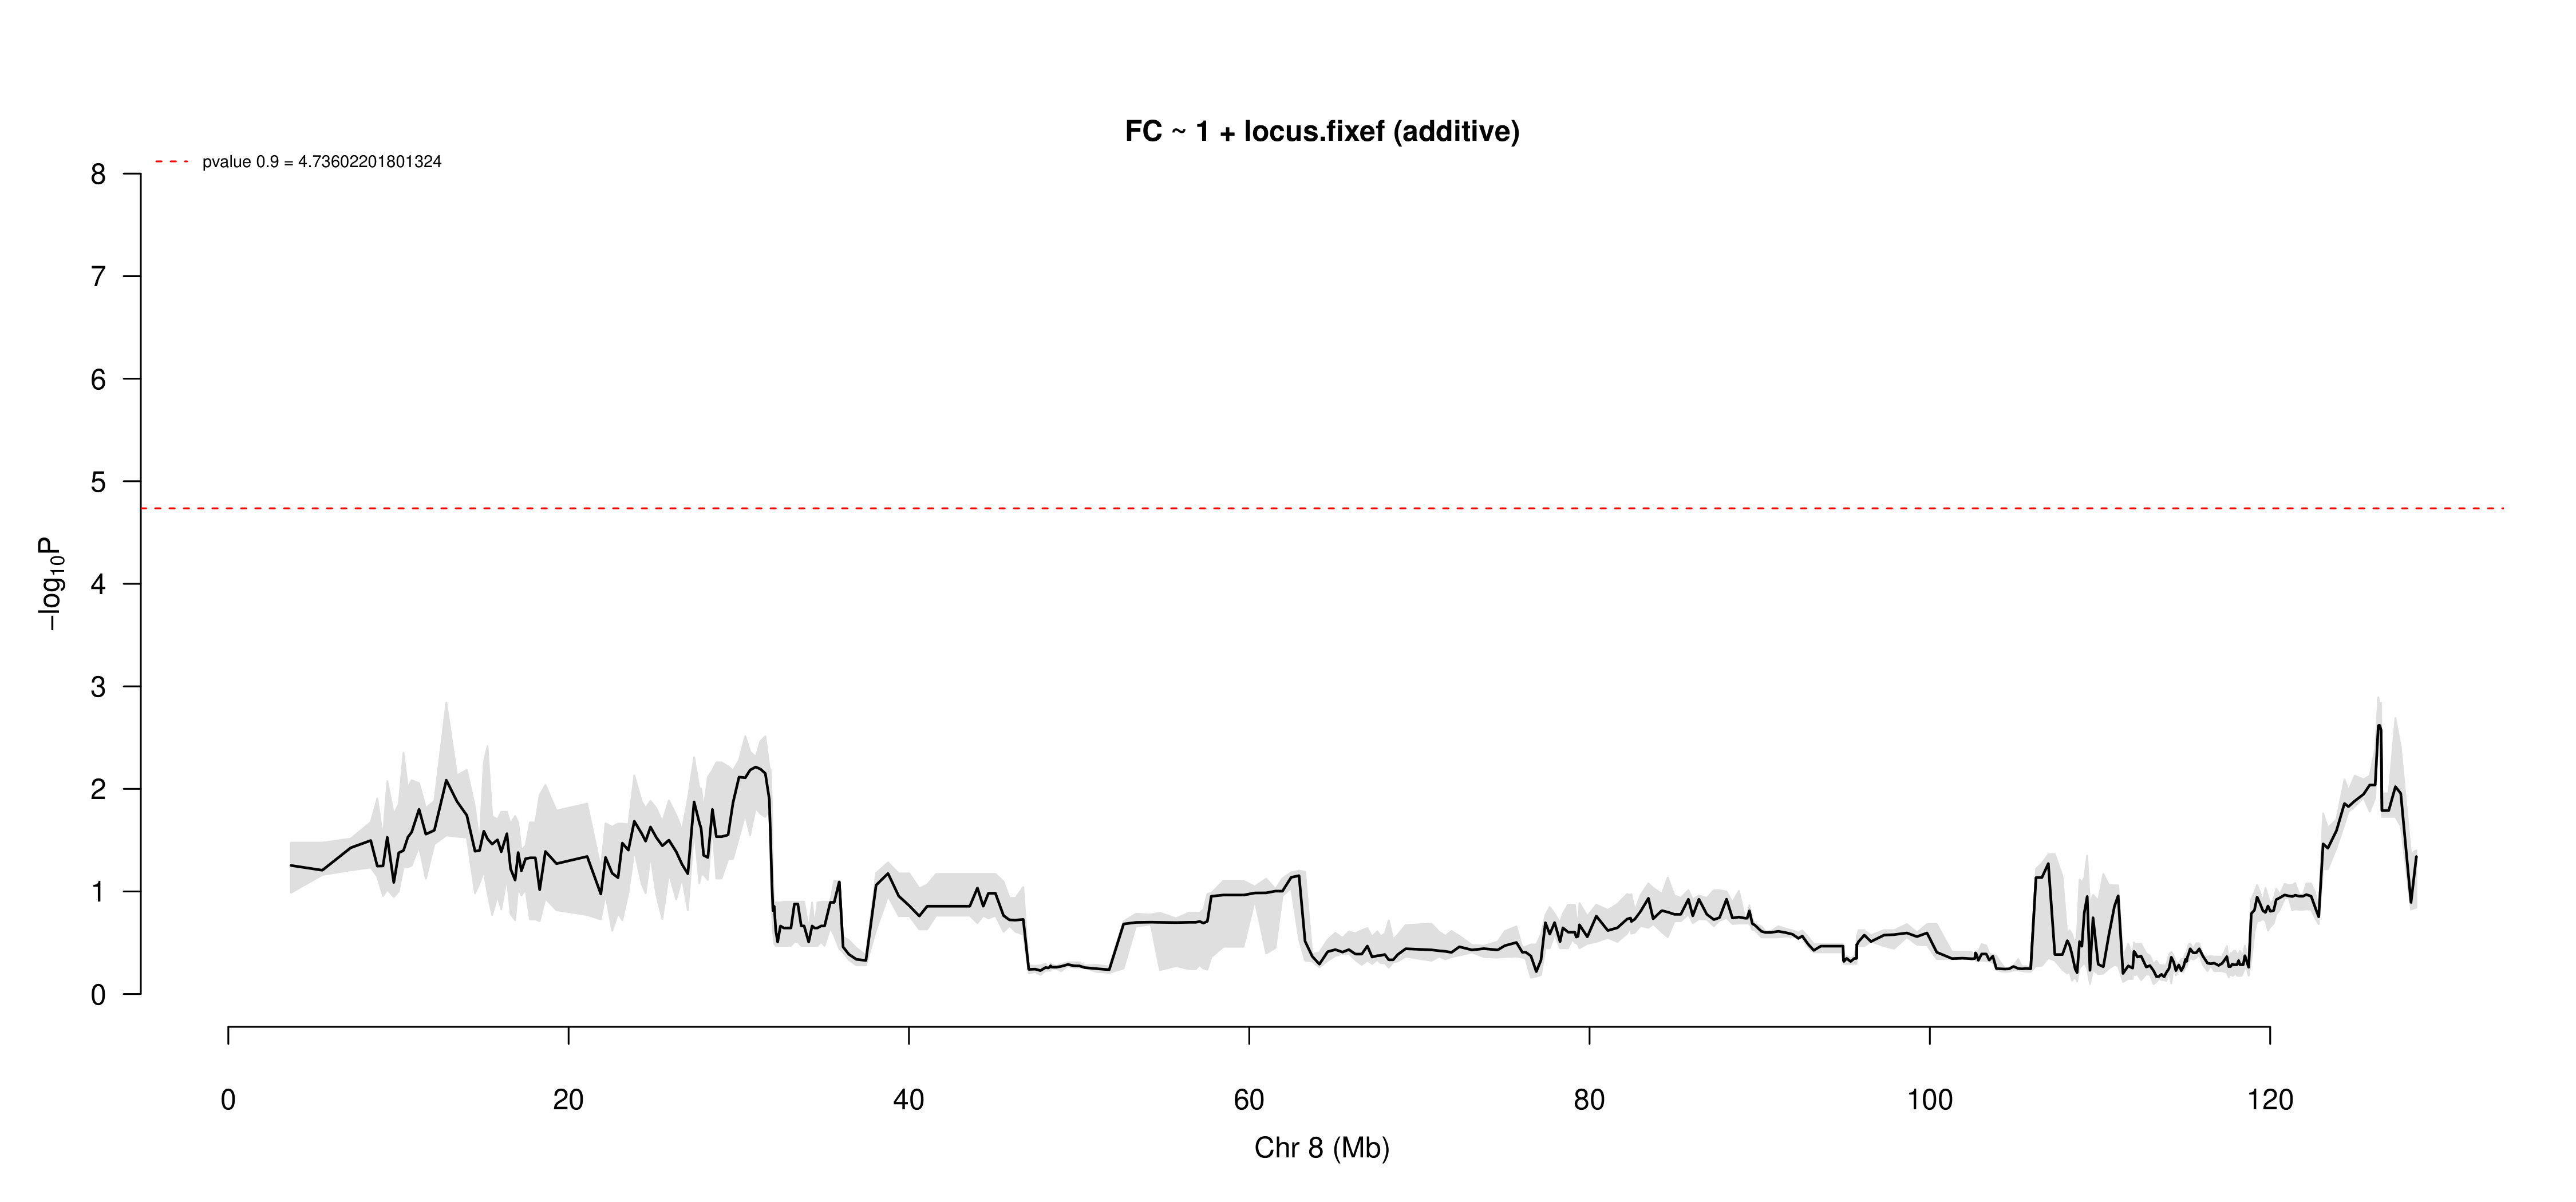 FC ~ 1 + locus.fixef (additive)
pvalue 0.9 = 4.73602201801324
8
7
6
5
4
3
2
1
0
−log10P
0 20 40 60 80 100 120
Chr 8 (Mb)